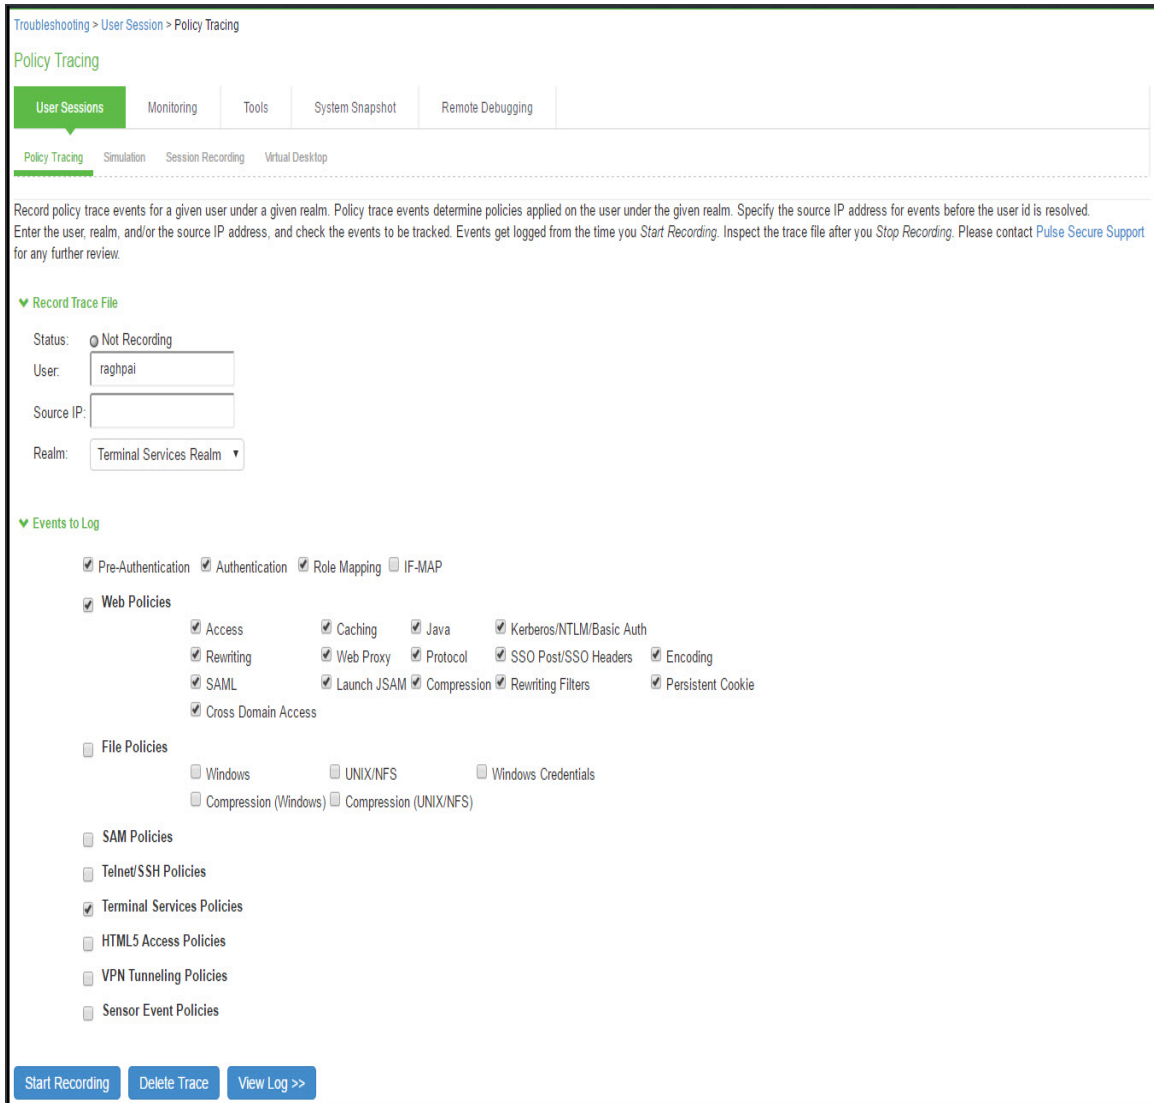 Troubleshooting > User Session > Policy Tracing
Policy Tracing
User Sessions Monitoring Tools System Snapshot Remote Debugging
Policy Tracing Simulation Session Recording Virtual Desktop
Record policy trace events for a given user under a given realm. Policy trace events determine policies applied on the user under the given realm. Specify the source IP address for events before the user id is resolved.
Enter the user, realm, and/or the source IP address, and check the events to be tracked. Events get logged from the time you Start Recording. Inspect the trace file after you Stop Recording. Please contact Pulse Secure Support
for any further review.
Record Trace File
Status: Not Recording
User: raghpai
Source IP:
Realm: Terminal Services Realm
Events to Log
Pre-Authentication Authentication Role Mapping IF-MAP
Web Policies
Access Caching Java Kerberos/NTLM/Basic Auth
Rewriting Web Proxy Protocol SSO Post/SSO Headers Encoding
SAML Launch JSAM Compression Rewriting Filters Persistent Cookie
Cross Domain Access
File Policies
Windows UNIX/NFS Windows Credentials
Compression (Windows) Compression (UNIX/NFS)
SAM Policies
Telnet/SSH Policies
Terminal Services Policies
HTML5 Access Policies
VPN Tunneling Policies
Sensor Event Policies
Start Recording Delete Trace View Log >>